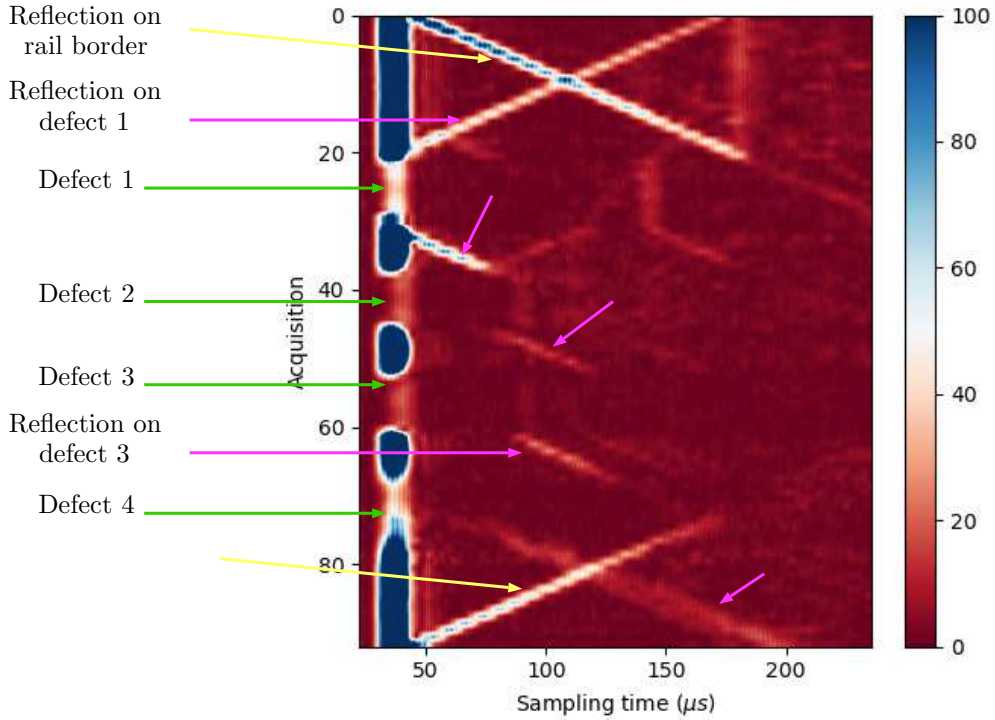 Reflection on
rail border
Reflection on
defect 1
Defect 1
Defect 2
Defect 3
Reflection on
defect 3
Defect 4
Acquisition
0
20
40
60
80
50
100
150
200
Sampling time (μs)
100
80
60
40
20
0